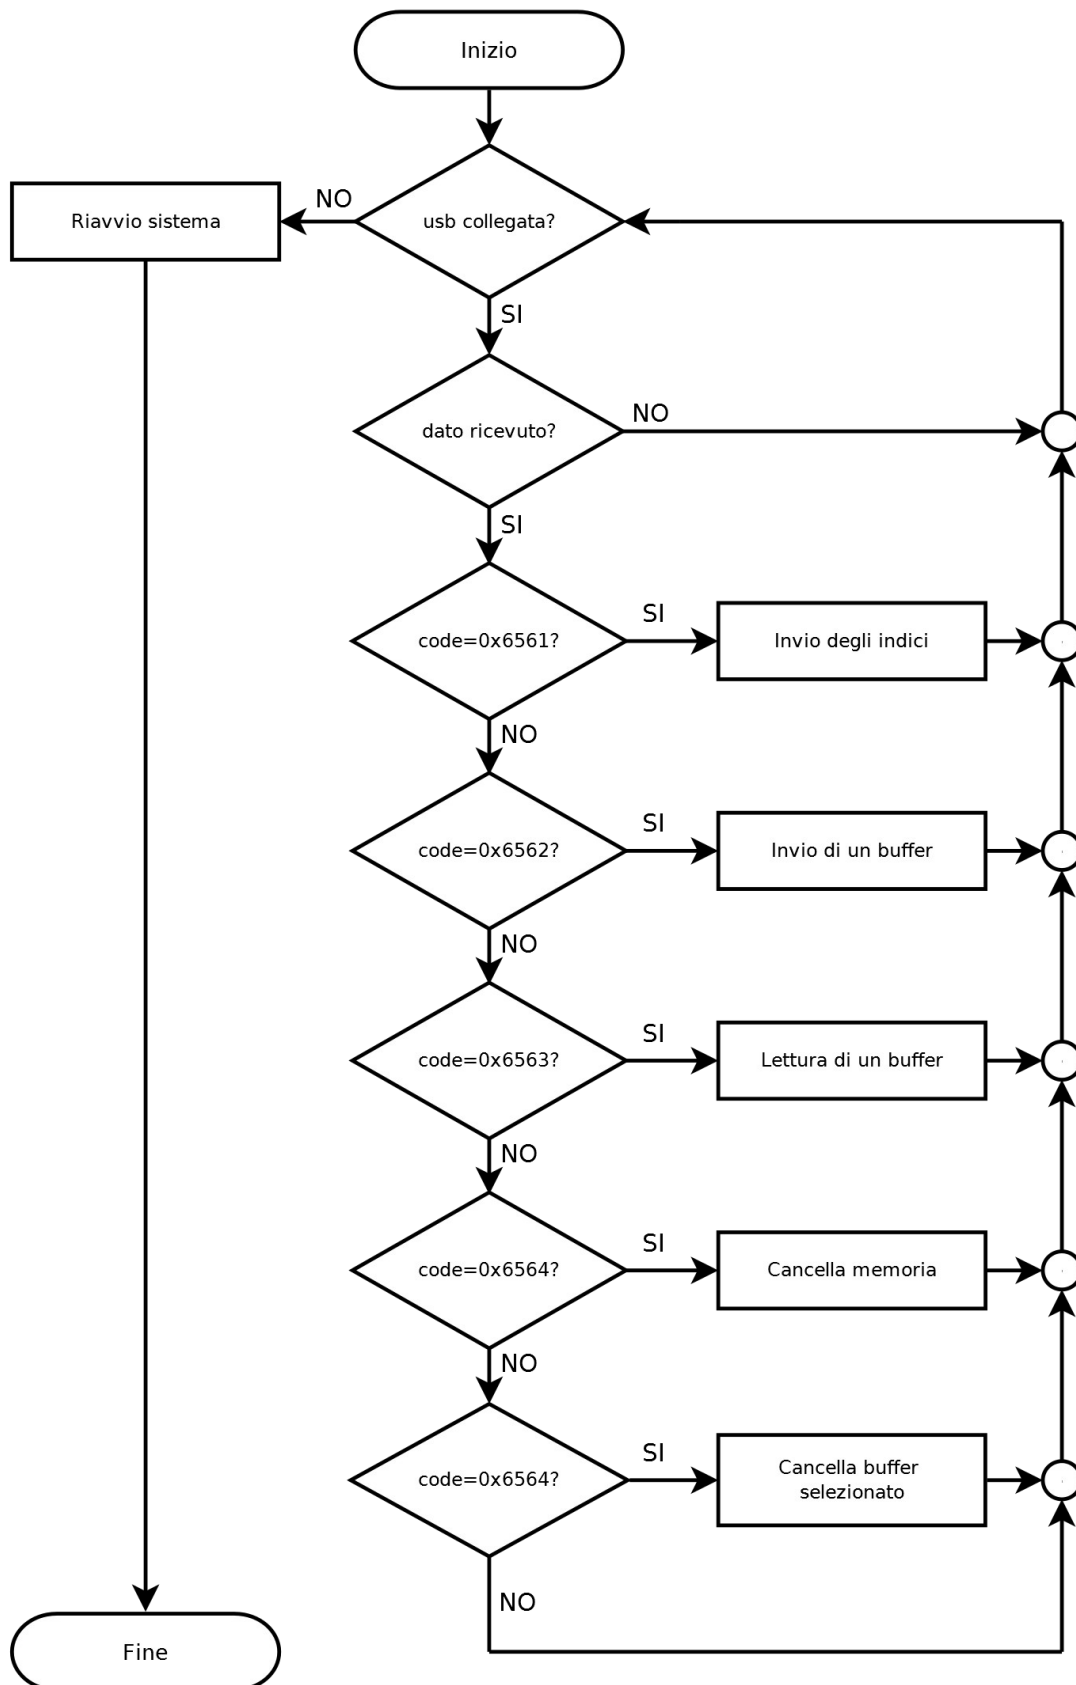 Inizio
NO
Riavvio sistema
usb collegata?
SI
NO
dato ricevuto?
SI
SI
code=0x6561?
Invio degli indici
NO
SI
code=0x6562?
Invio di un buffer
NO
SI
code=0x6563?
Lettura di un buffer
NO
SI
code=0x6564?
Cancella memoria
NO
SI
code=0x6564?
Cancella buffer
selezionato
NO
Fine